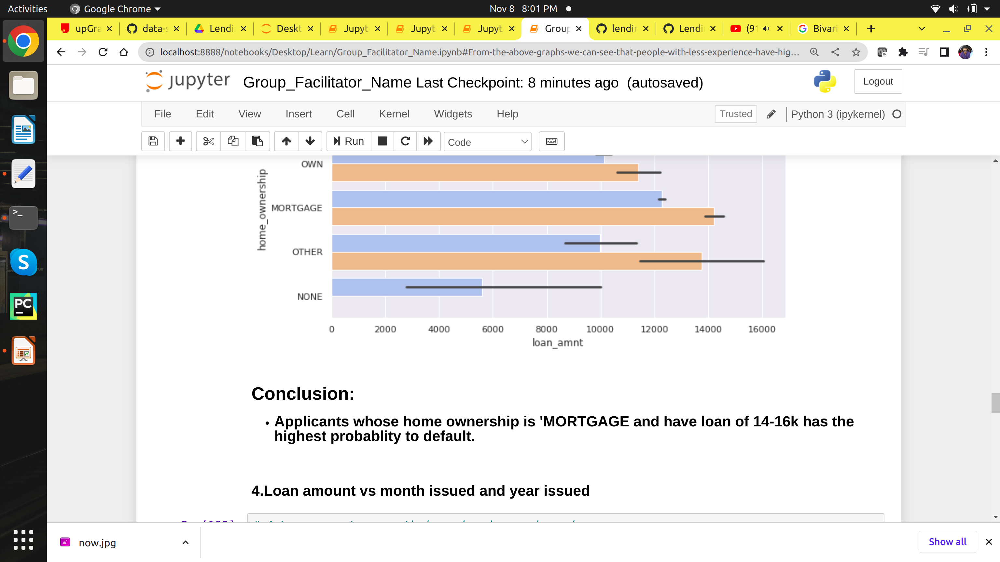 Activities
Google Chrome
Nov 8 8:01 PM
upGra
data-s
Lendin
Deskt
Jupyt
Jupyt
Jupyt
Group
lendin
Lendi
(91
Bivari
localhost:8888/notebooks/Desktop/Learn/Group_Facilitator_Name.ipynb#From-the-above-graphs-we-can-see-that-people-with-less-experience-have-hig...
jupyter
Group_Facilitator_Name Last Checkpoint: 8 minutes ago (autosaved)
Logout
File Edit View Insert Cell Kernel Widgets Help
Trusted
Python 3 (ipykernel)
Run
Code
OWN
MORTGAGE
OTHER
NONE
home_ownership
0 2000 4000 6000 8000 10000 12000 14000 16000
loan_amnt
Conclusion:
• Applicants whose home ownership is 'MORTGAGE and have loan of 14-16k has the
highest probablity to default.
4.Loan amount vs month issued and year issued
now.jpg
Show all